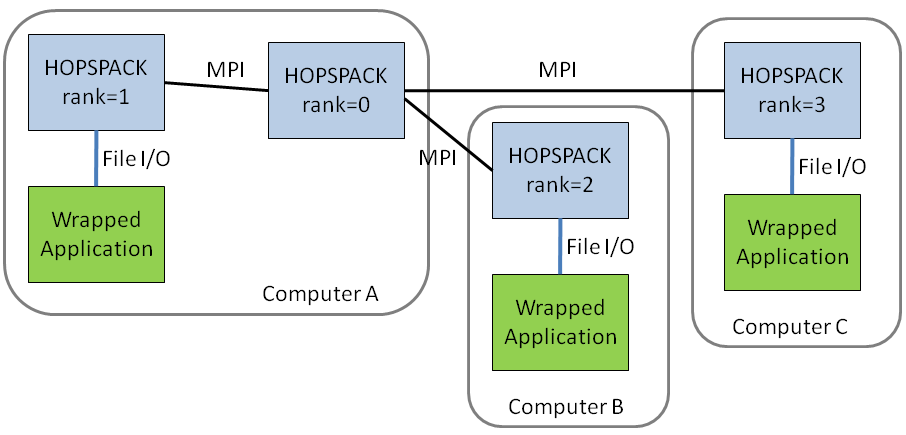 HOPSPACK
rank=1
MPI
HOPSPACK
rank=0
MPI
HOPSPACK
rank=3
MPI
HOPSPACK
rank=2
File I/O
File I/O
File I/O
Wrapped
Application
Wrapped
Application
Wrapped
Application
Computer A
Computer B
Computer C